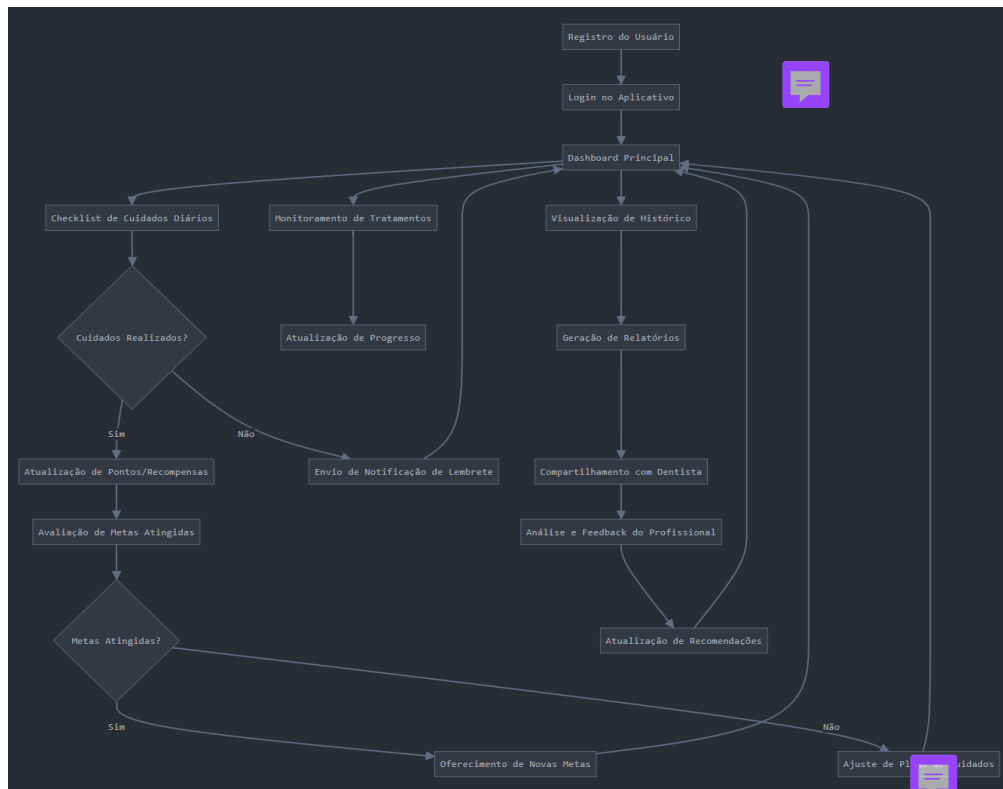 Registro do Usuário
Login no Aplicativo
Dashboard Principal
Checklist de Cuidados Diários
Monitoramento de Tratamentos
Visualização de Histórico
Cuidados Realizados?
Atualização de Progresso
Geração de Relatórios
Sim
Não
Atualização de Pontos/Recompensas
Envio de Notificação de Lembrete
Compartilhamento com Dentista
Avaliação de Metas Atingidas
Análise e Feedback do Profissional
Metas Atingidas?
Atualização de Recomendações
Sim
Não
Oferecimento de Novas Metas
Ajuste de